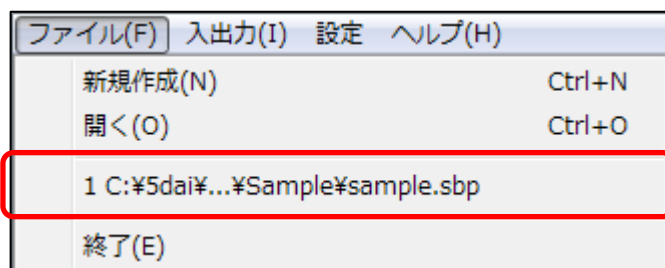 ファイル(F) 入出力(I) 設定 ヘルプ(H)
新規作成(N) Ctrl+N
開く(O) Ctrl+O
1 C:¥5dai¥...¥Sample¥sample.sbp
終了(E)